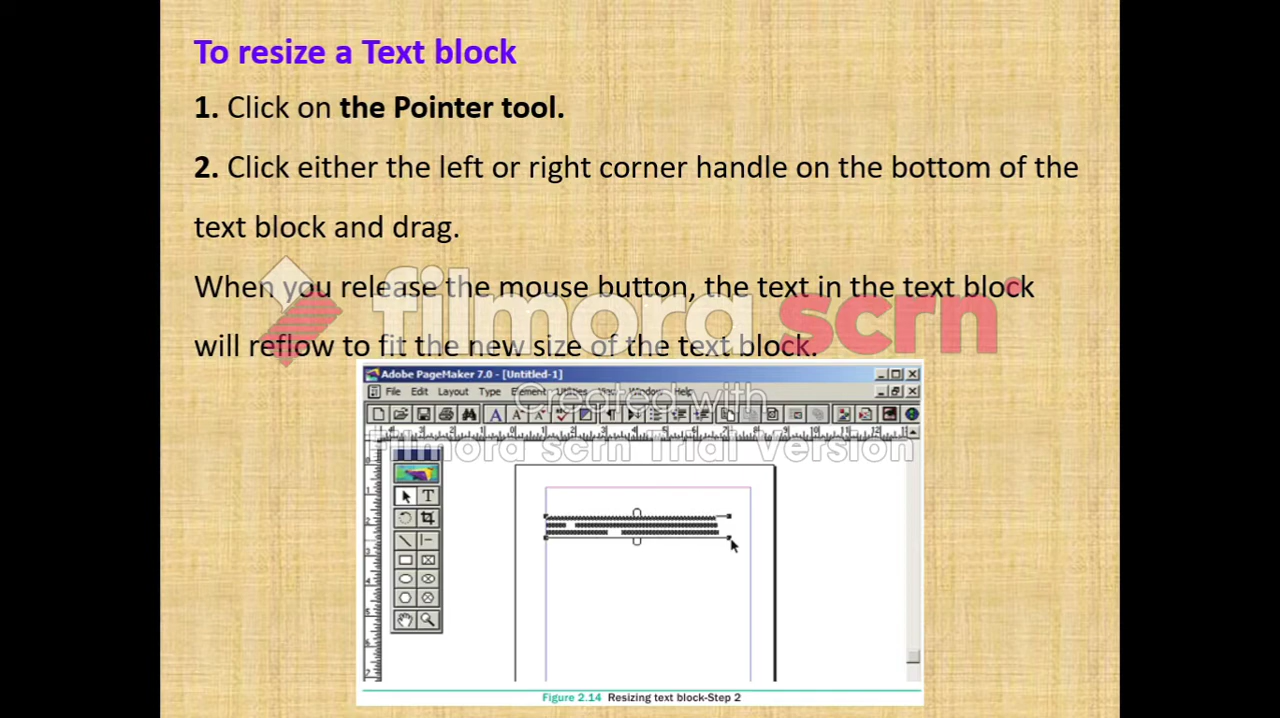 To resize a Text block
1. Click on the Pointer tool.
2. Click either the left or right corner handle on the bottom of the
text block and drag.
When you release the mouse button, the text in the text block
will reflow to fit the new size of the text block.
filmora scrn
Created with
Filmora scrn Trial Version
Adobe PageMaker 7.0 - [Untitled-1]
File Edit Layout Type Element Utilities View Window Help
Figure 2.14 Resizing text block-Step 2